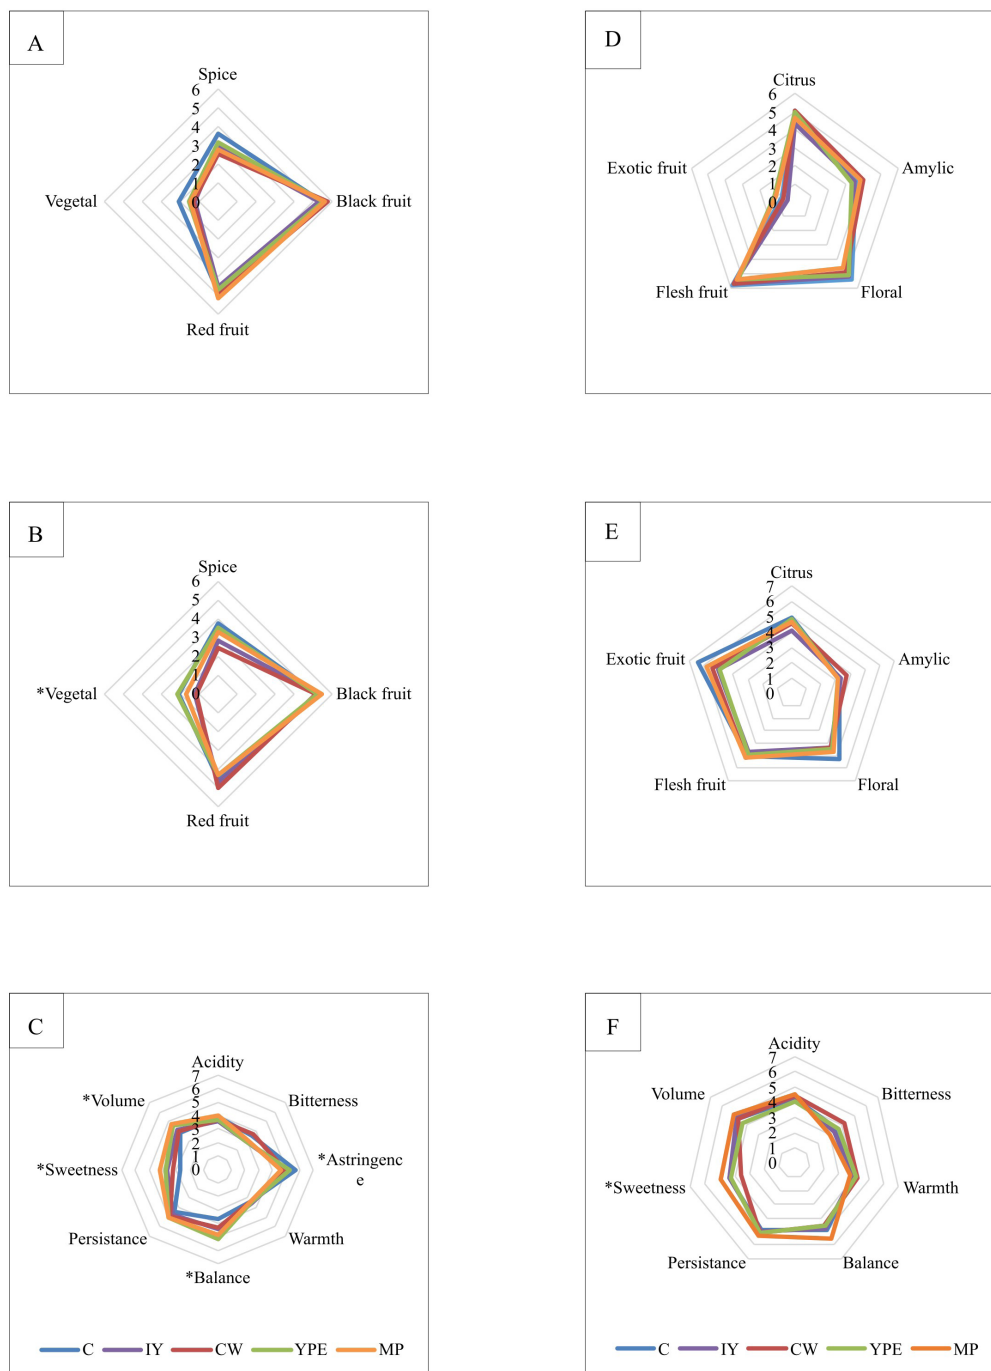 A
Spice
6
5
4
3
2
1
0
Vegetal
Black fruit
Red fruit
D
Citrus
6
5
4
3
2
1
0
Exotic fruit
Amylic
Flesh fruit
Floral
B
Spice
6
5
4
3
2
1
0
*Vegetal
Black fruit
Red fruit
E
Citrus
7
6
5
4
3
2
1
0
Exotic fruit
Amylic
Flesh fruit
Floral
C
Acidity
7
6
5
4
3
2
1
0
*Volume
Bitterness
*Sweetness
*Astringenc
e
Persistance
Warmth
*Balance
C IY CW YPE MP
F
Acidity
7
6
5
4
3
2
1
0
Volume
Bitterness
*Sweetness
Warmth
Persistance
Balance
C IY CW YPE MP